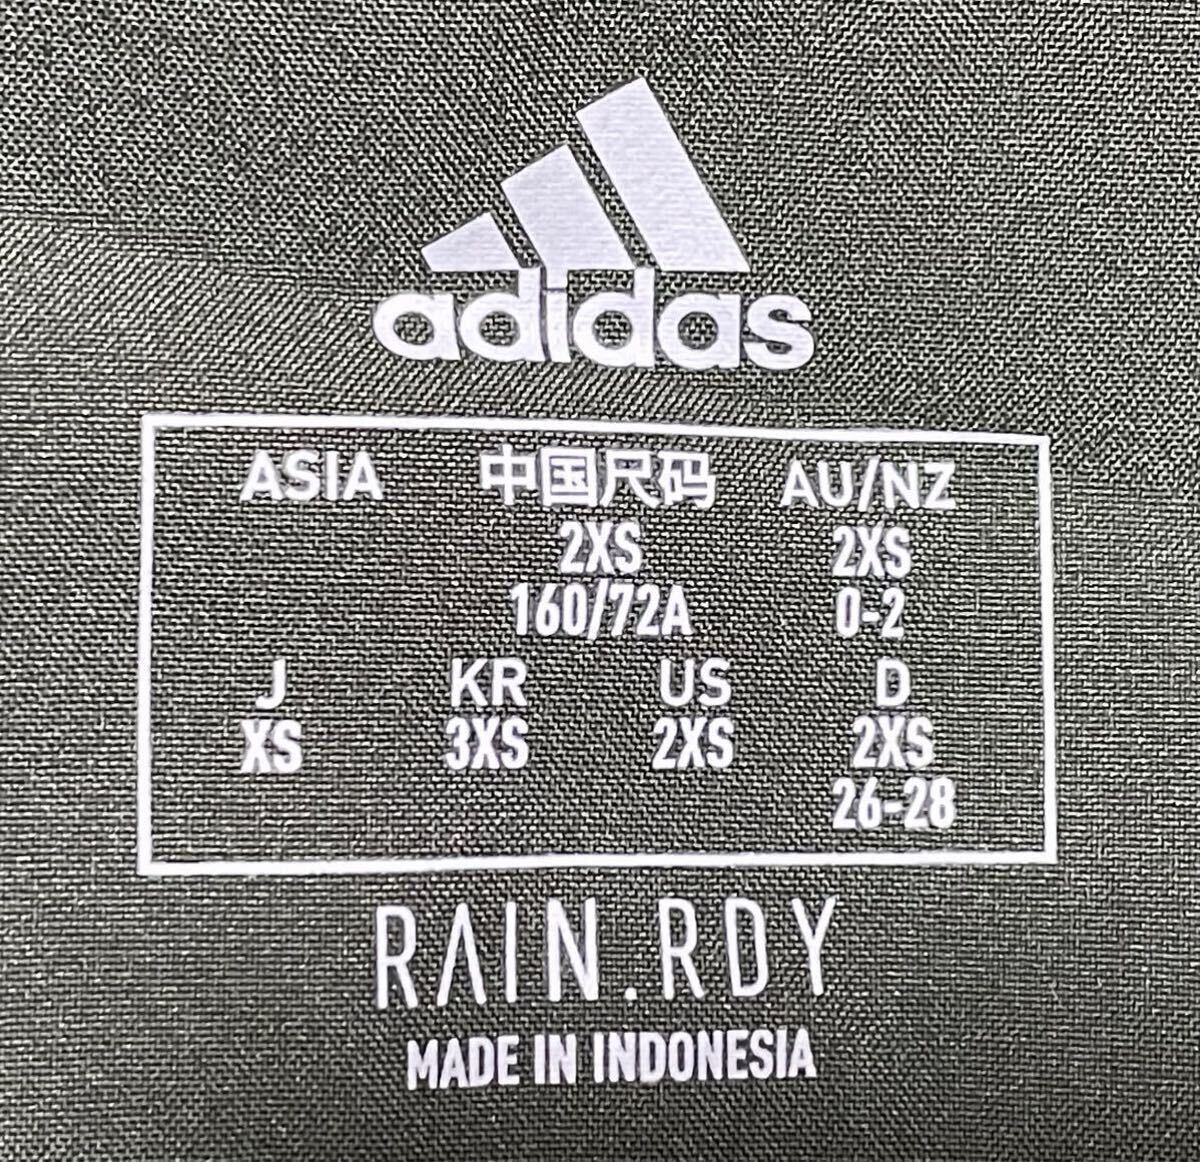 adidas
ASIA 中国尺码 AU/NZ
2XS 2XS
160/72A 0-2
J KR US D
XS 3XS 2XS 2XS
26-28
RAIN.RDY
MADE IN INDONESIA